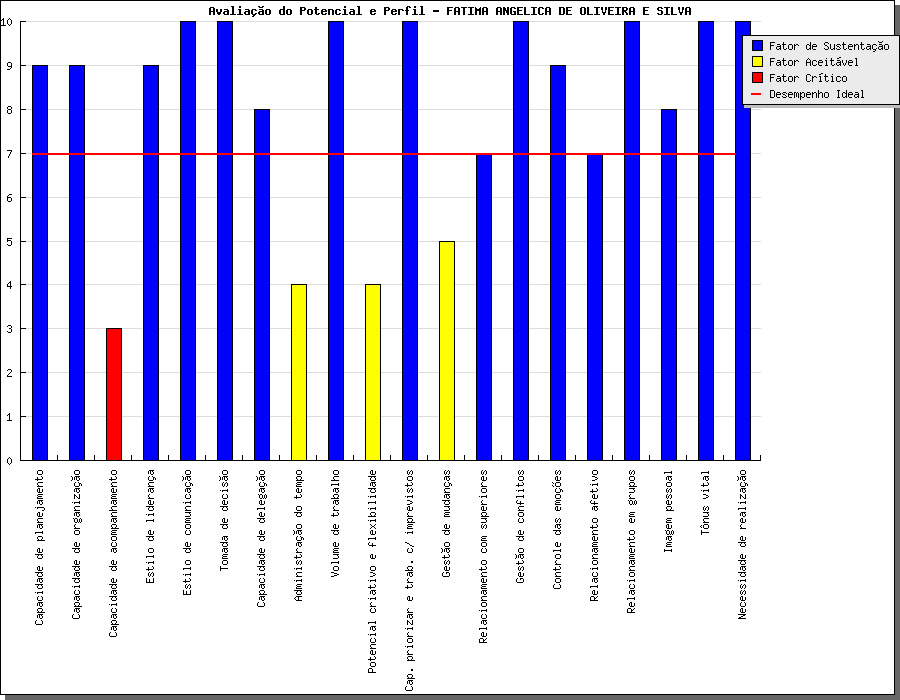 Avaliação do Potencial e Perfil - FATIMA ANGELICA DE OLIVEIRA E SILVA
10
9
8
7
6
5
4
3
2
1
0
Fator de Sustentação
Fator Aceitável
Fator Crítico
Desempenho Ideal
Capacidade de planejamento
Capacidade de organização
Capacidade de acompanhamento
Estilo de liderança
Estilo de comunicação
Tomada de decisão
Capacidade de delegação
Administração do tempo
Volume de trabalho
Potencial criativo e flexibilidade
Cap. priorizar e trab. c/ imprevistos
Gestão de mudanças
Relacionamento com superiores
Gestão de conflitos
Controle das emoções
Relacionamento afetivo
Relacionamento em grupos
Imagem pessoal
Tônus vital
Necessidade de realização